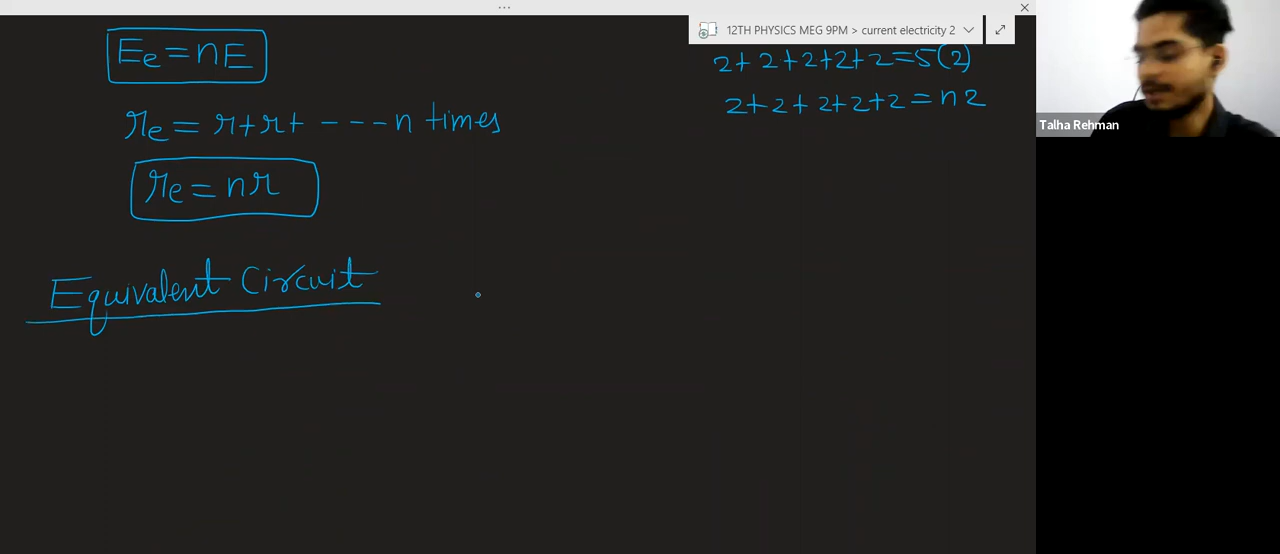 12TH PHYSICS MEG 9PM > current electricity 2
Ee = nE
2+2+2+2+2=5(2)
2+2+2+2+2=n2
re = r+r+ ----n times
re = nr
Equivalent Circuit
Talha Rehman